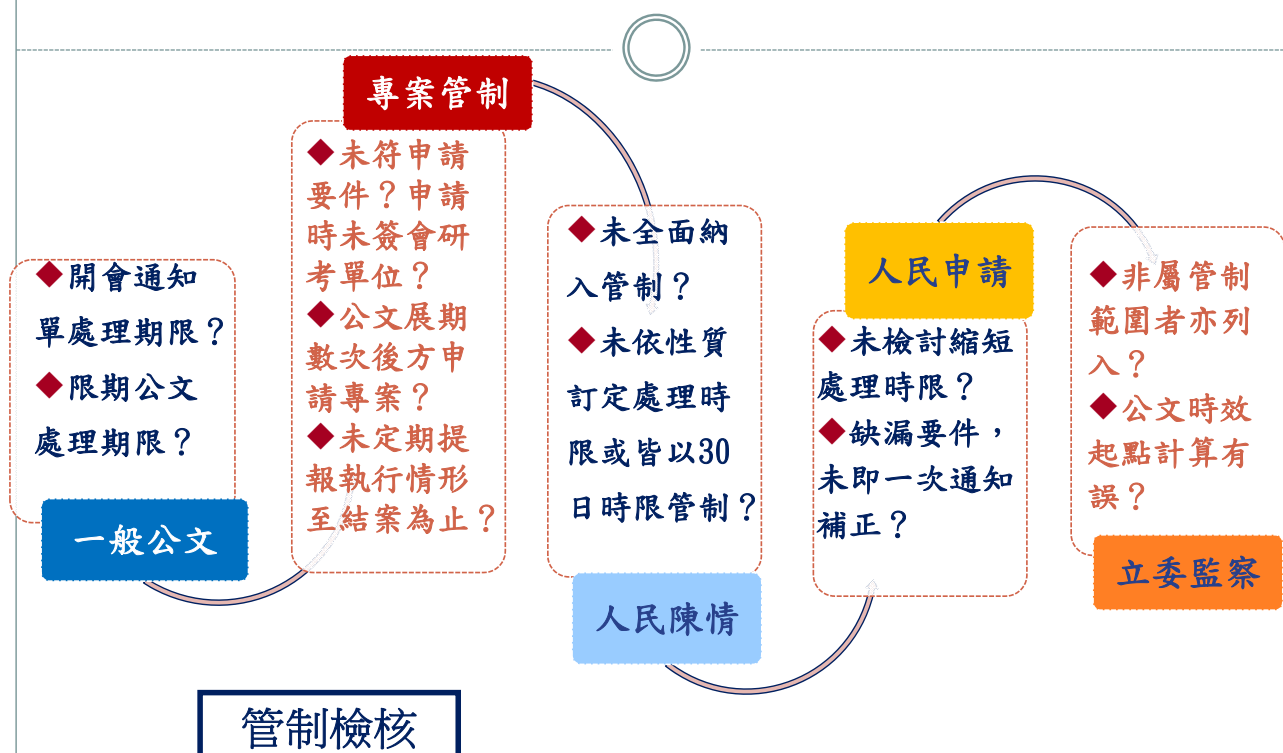 ◆開會通知
單處理期限？
◆限期公文
處理期限？
一般公文
專案管制
◆未符申請
要件？申請
時未簽會研
考單位？
◆公文展期
數次後方申
請專案？
◆未定期提
報執行情形
至結案為止？
◆未全面納
入管制？
◆未依性質
訂定處理時
限或皆以30
日時限管制？
人民陳情
人民申請
◆未檢討縮短
處理時限？
◆缺漏要件，
未即一次通知
補正？
◆非屬管制
範圍者亦列
入？
◆公文時效
起點計算有
誤？
立委監察
管制檢核